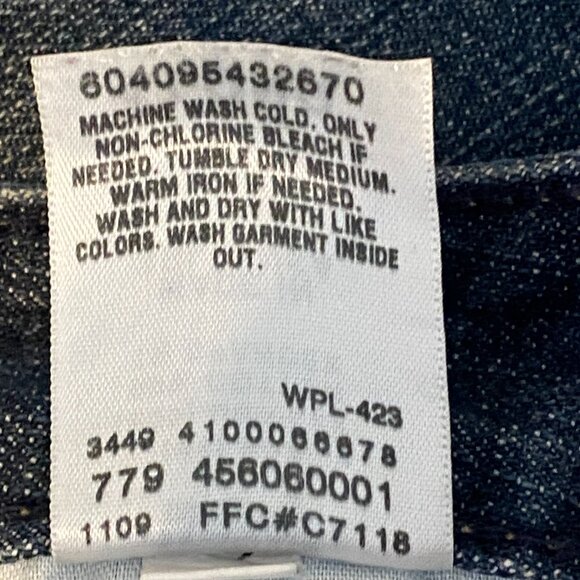 604095432670
MACHINE WASH COLD. ONLY
NON-CHLORINE BLEACH IF
NEEDED. TUMBLE DRY MEDIUM.
WARM IRON IF NEEDED.
WASH AND DRY WITH LIKE
COLORS. WASH GARMENT INSIDE
OUT.
WPL-423
3449 4100066678
779 456060001
1109 FFC#C7118